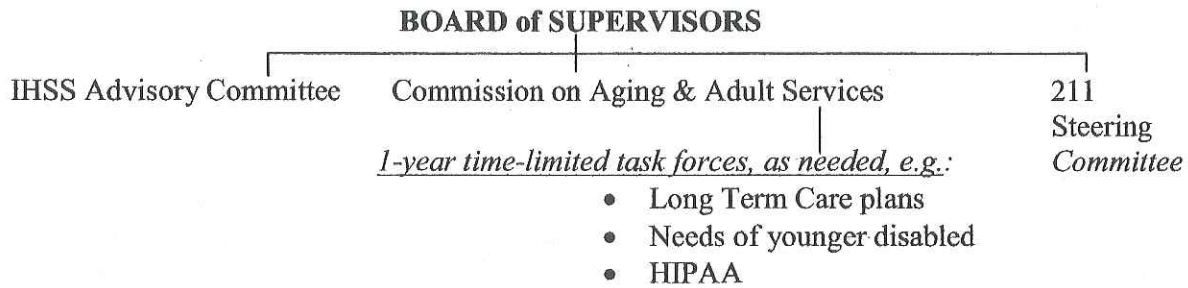 BOARD of SUPERVISORS
IHSS Advisory Committee Commission on Aging & Adult Services 211
Steering
1-year time-limited task forces, as needed, e.g.: Committee
• Long Term Care plans
• Needs of younger disabled
• HIPAA